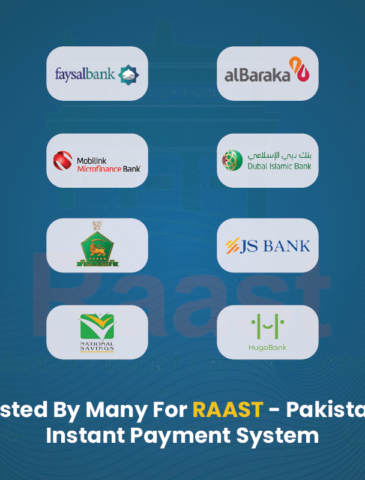 faysalbank
alBaraka
Mobilink
Microfinance Bank
بنك دبي الإسلامي
Dubai Islamic Bank
JS BANK
NATIONAL
SAVINGS
HugoBank
Raast
sted By Many For RAAST - Pakista
Instant Payment System